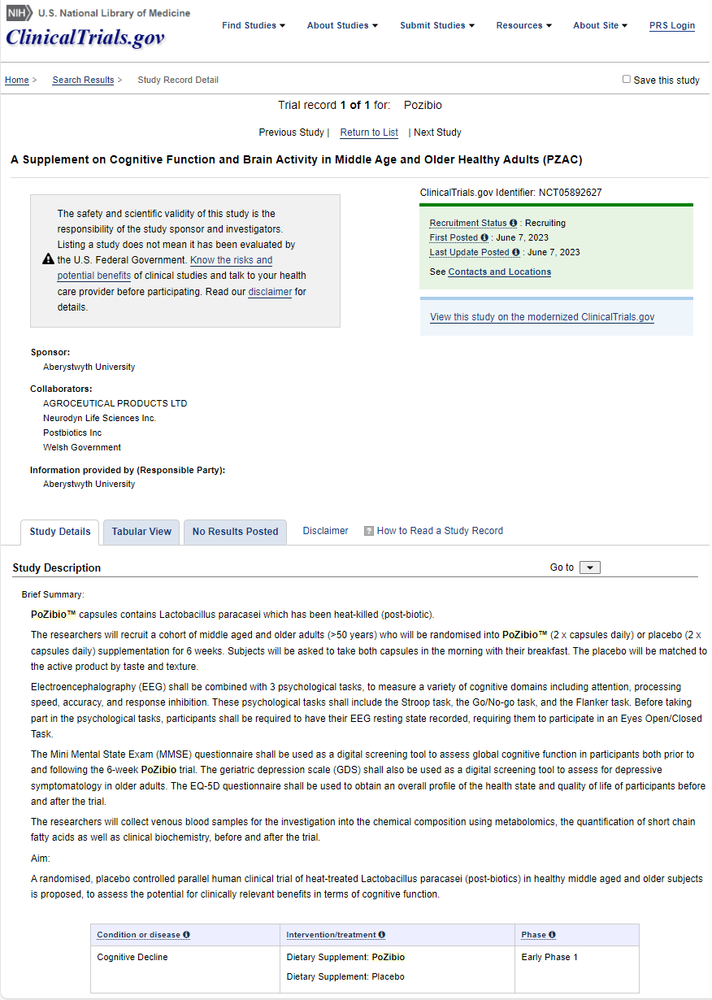 NIH U.S. National Library of Medicine
ClinicalTrials.gov
Find Studies ▼ About Studies ▼ Submit Studies ▼ Resources ▼ About Site ▼ PRS Login
Home > Search Results > Study Record Detail
Save this study
Trial record 1 of 1 for: Pozibio
Previous Study | Return to List | Next Study
A Supplement on Cognitive Function and Brain Activity in Middle Age and Older Healthy Adults (PZAC)
The safety and scientific validity of this study is the
responsibility of the study sponsor and investigators.
Listing a study does not mean it has been evaluated by
the U.S. Federal Government. Know the risks and
potential benefits of clinical studies and talk to your health
care provider before participating. Read our disclaimer for
details.
ClinicalTrials.gov Identifier: NCT05892627
Recruitment Status : Recruiting
First Posted : June 7, 2023
Last Update Posted : June 7, 2023
See Contacts and Locations
View this study on the modernized ClinicalTrials.gov
Sponsor:
Aberystwyth University
Collaborators:
AGROCEUTICAL PRODUCTS LTD
Neurodyn Life Sciences Inc.
Postbiotics Inc
Welsh Government
Information provided by (Responsible Party):
Aberystwyth University
Study Details Tabular View No Results Posted Disclaimer ? How to Read a Study Record
Study Description
Go to
Brief Summary:
PoZibio™ capsules contains Lactobacillus paracasei which has been heat-killed (post-biotic).
The researchers will recruit a cohort of middle aged and older adults (>50 years) who will be randomised into PoZibio™ (2 x capsules daily) or placebo (2 x
capsules daily) supplementation for 6 weeks. Subjects will be asked to take both capsules in the morning with their breakfast. The placebo will be matched to
the active product by taste and texture.
Electroencephalography (EEG) shall be combined with 3 psychological tasks, to measure a variety of cognitive domains including attention, processing
speed, accuracy, and response inhibition. These psychological tasks shall include the Stroop task, the Go/No-go task, and the Flanker task. Before taking
part in the psychological tasks, participants shall be required to have their EEG resting state recorded, requiring them to participate in an Eyes Open/Closed
Task.
The Mini Mental State Exam (MMSE) questionnaire shall be used as a digital screening tool to assess global cognitive function in participants both prior to
and following the 6-week PoZibio trial. The geriatric depression scale (GDS) shall also be used as a digital screening tool to assess for depressive
symptomatology in older adults. The EQ-5D questionnaire shall be used to obtain an overall profile of the health state and quality of life of participants before
and after the trial.
The researchers will collect venous blood samples for the investigation into the chemical composition using metabolomics, the quantification of short chain
fatty acids as well as clinical biochemistry, before and after the trial.
Aim:
A randomised, placebo controlled parallel human clinical trial of heat-treated Lactobacillus paracasei (post-biotics) in healthy middle aged and older subjects
is proposed, to assess the potential for clinically relevant benefits in terms of cognitive function.
Condition or disease Intervention/treatment Phase
Cognitive Decline Dietary Supplement: PoZibio Early Phase 1
Dietary Supplement: Placebo